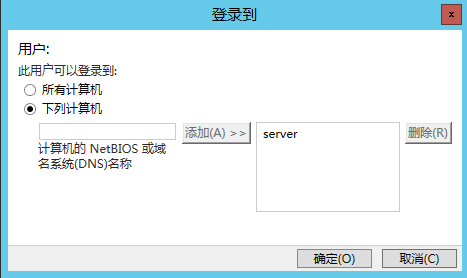 登录到
x
用户:
此用户可以登录到:
所有计算机
下列计算机
添加(A) >>
server
删除(R)
计算机的 NetBIOS 或域
名系统(DNS)名称
确定(O)
取消(C)